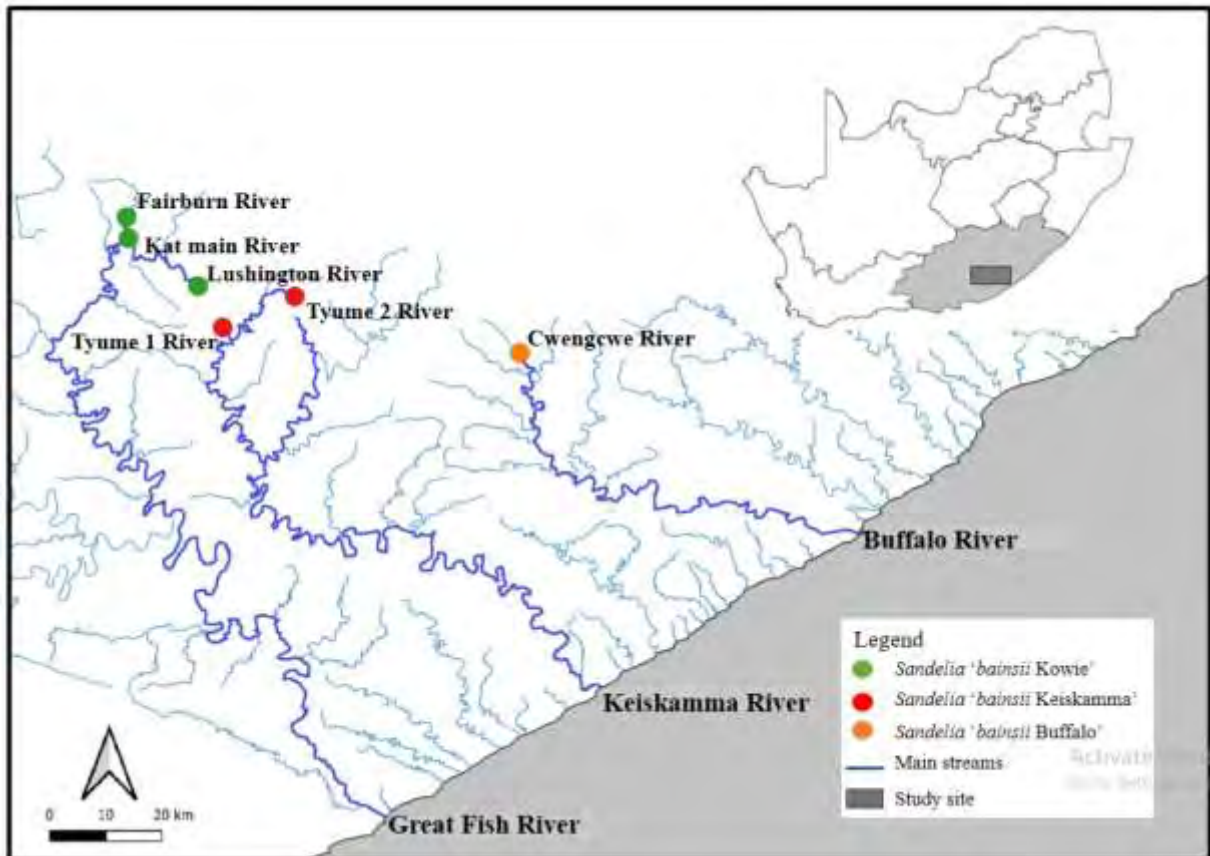 Fairburn River
Kat main River
Lushington River
Tyume 2 River
Tyume 1 River
Cwengcwe River
Buffalo River
Keiskamma River
Great Fish River
Legend
Sandelia ‘bainsii Kowie’
Sandelia ‘bainsii Keiskamma’
Sandelia ‘bainsii Buffalo’
Main streams
Study site
0 10 20 km
Activate